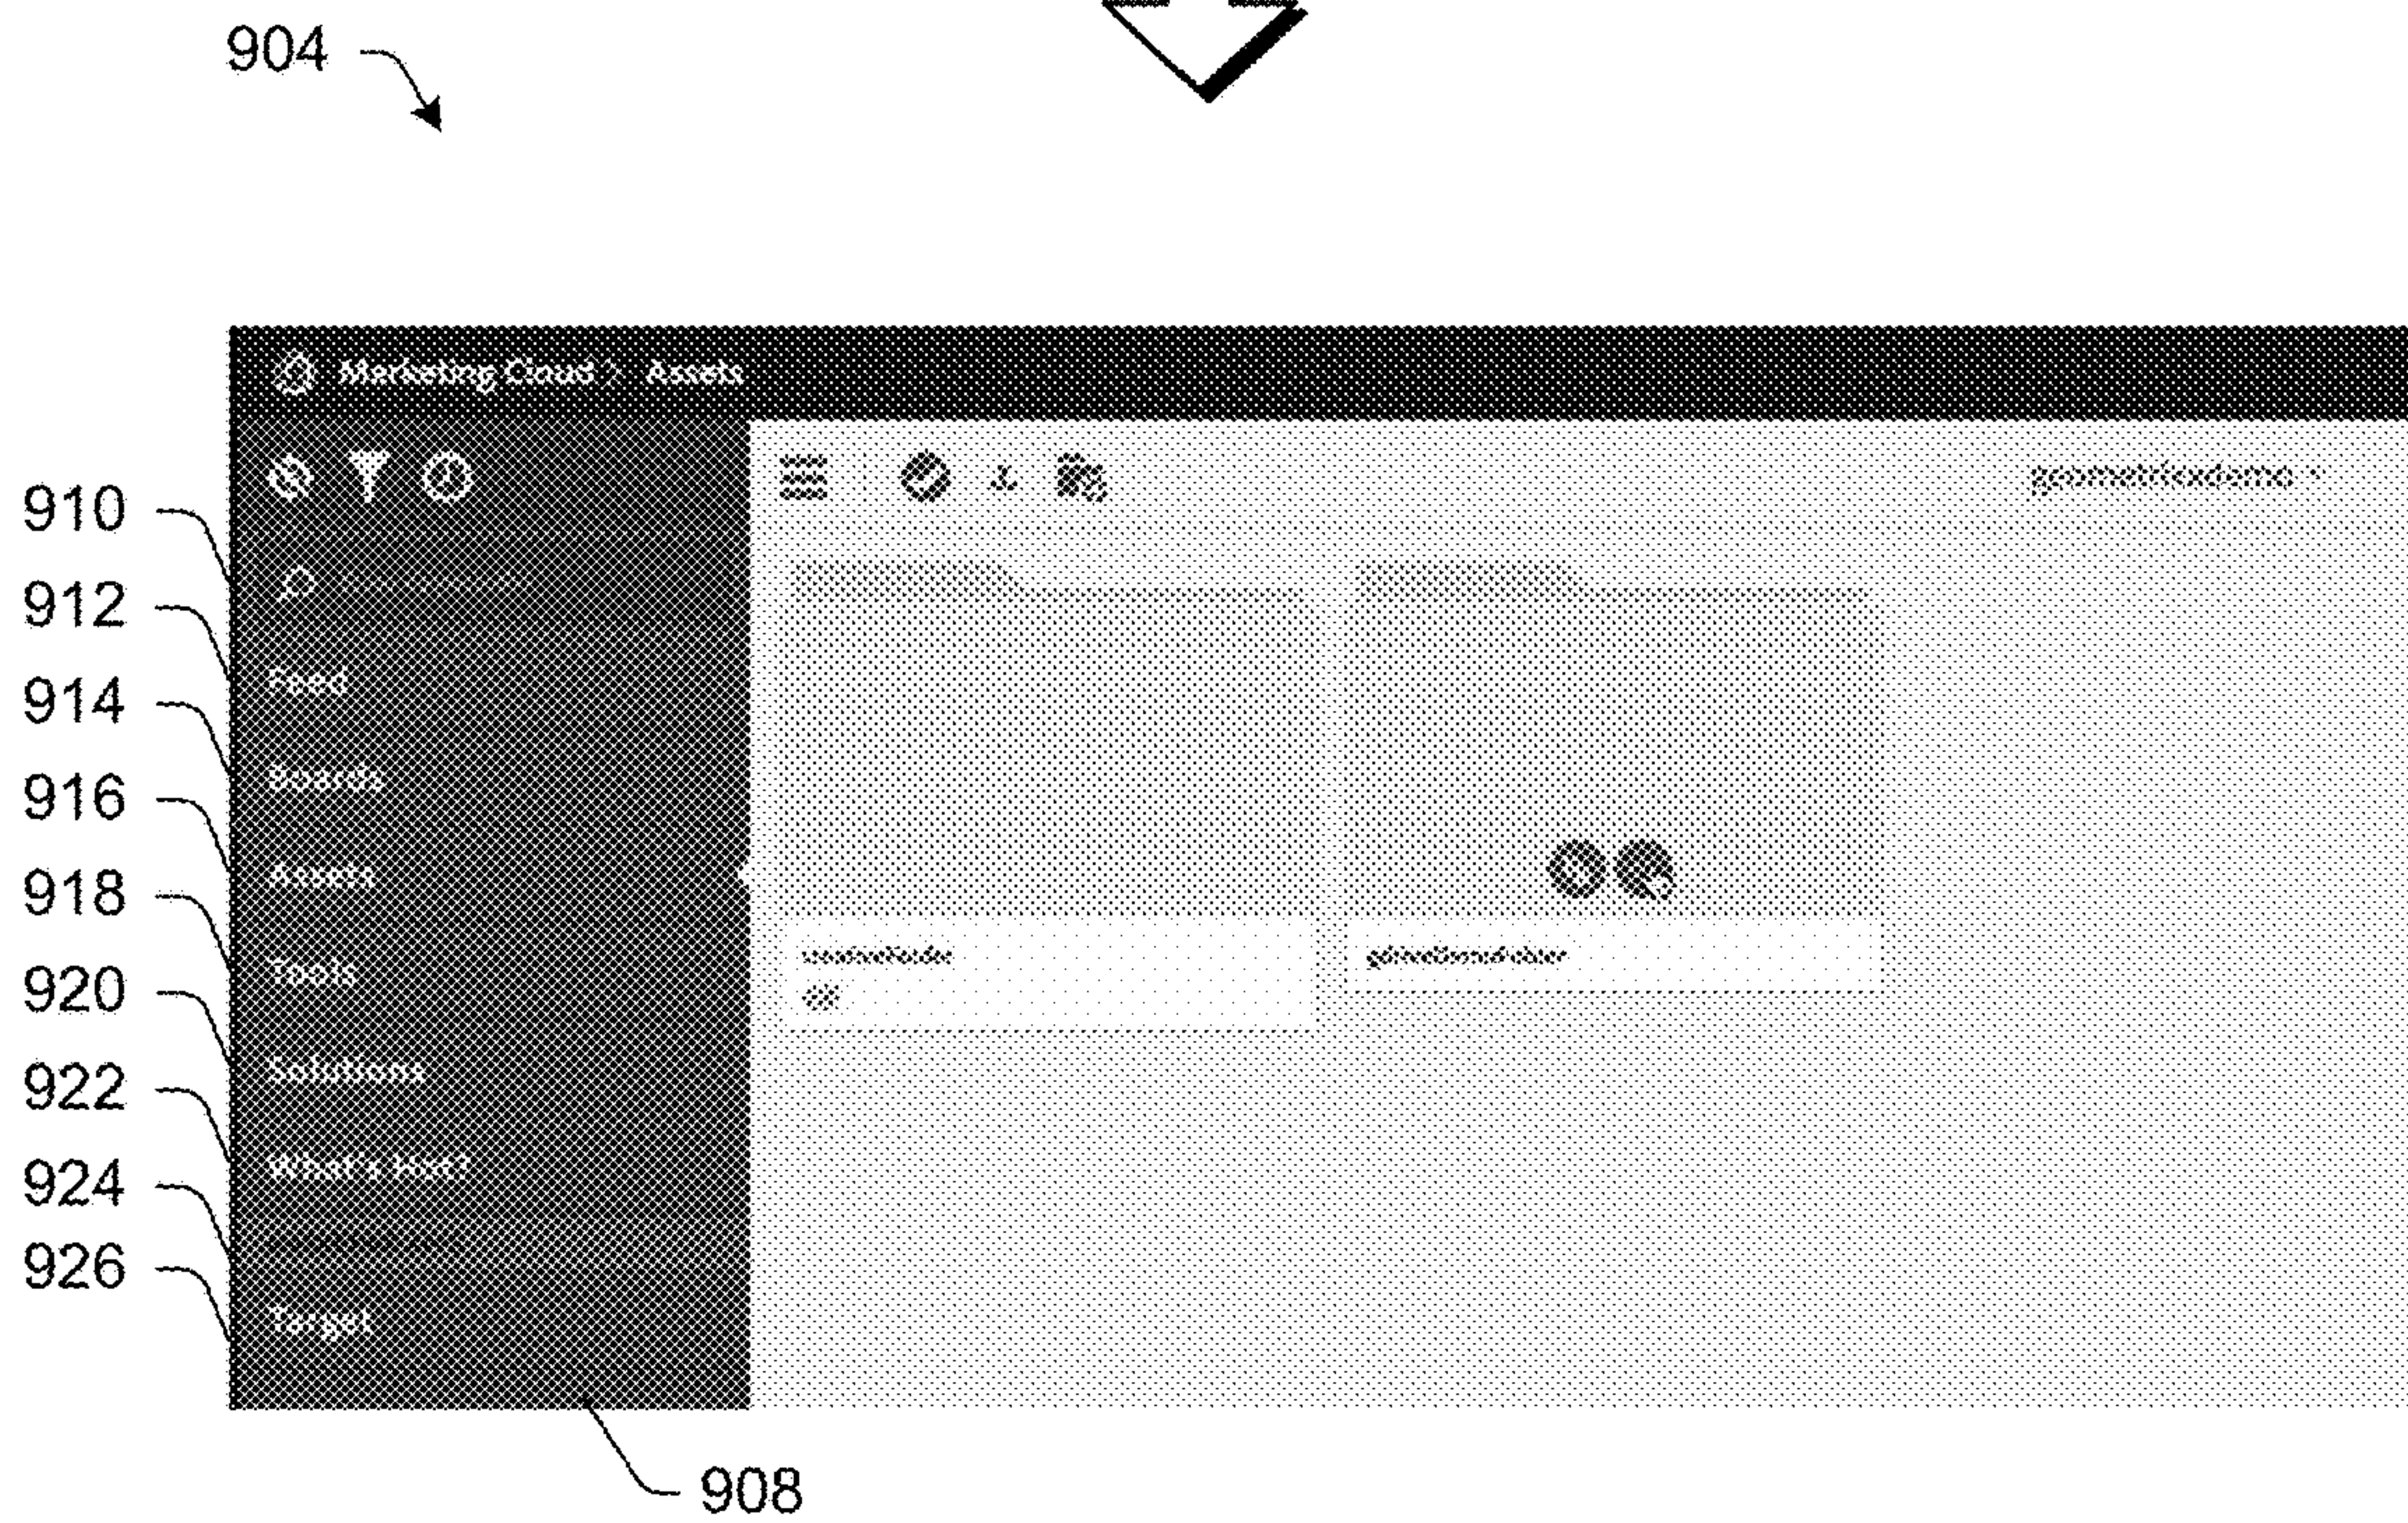 904
Marketing Cloud > Assets
geometrixxdemo
910
912
Feed
914
Boards
916
Assets
918
Tools
920
Solutions
922
What's Hot?
924
926
Target
908